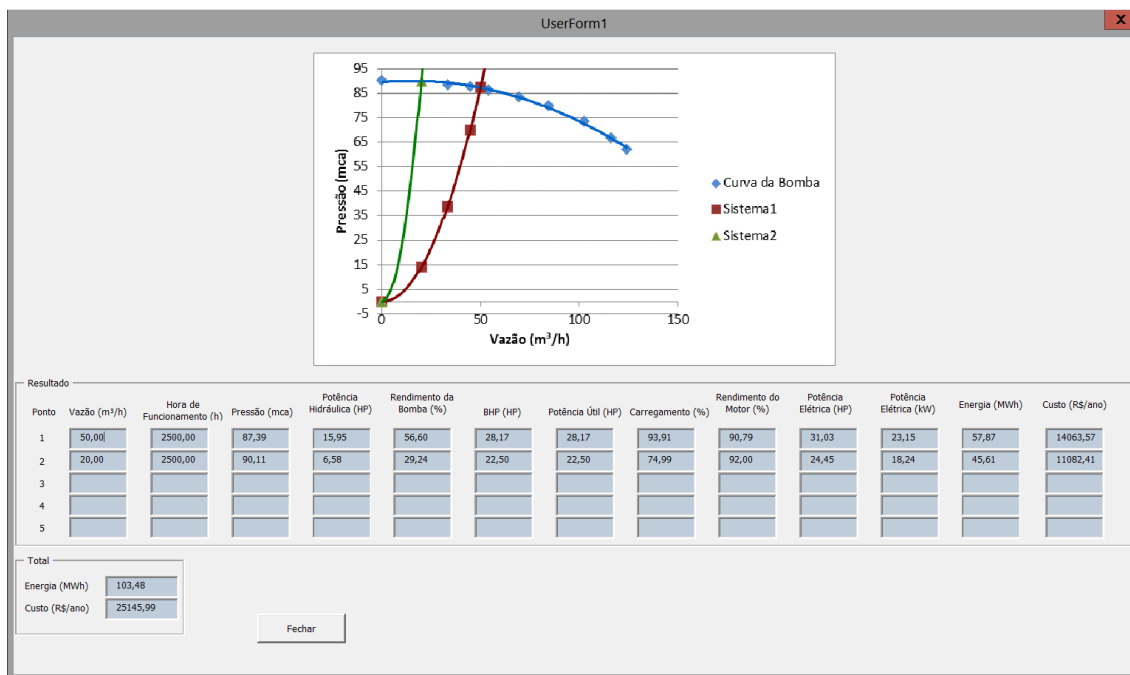 UserForm1
x
95
85
75
65
55
45
35
25
15
5
-5
Pressão (mca)
0 50 100 150
Vazão (m³/h)
Curva da Bomba
Sistema1
Sistema2
Resultado
Ponto Vazão (m³/h) Hora de Funcionamento (h) Pressão (mca) Potência Hidráulica (HP) Rendimento da Bomba (%) BHP (HP) Potência Útil (HP) Carregamento (%) Rendimento do Motor (%) Potência Elétrica (HP) Potência Elétrica (kW) Energia (MWh) Custo (R$/ano)
1 50,00 2500,00 87,39 15,95 56,60 28,17 28,17 93,91 90,79 31,03 23,15 57,87 14063,57
2 20,00 2500,00 90,11 6,58 29,24 22,50 22,50 74,99 92,00 24,45 18,24 45,61 11082,41
3
4
5
Total
Energia (MWh) 103,48
Custo (R$/ano) 25145,99
Fechar